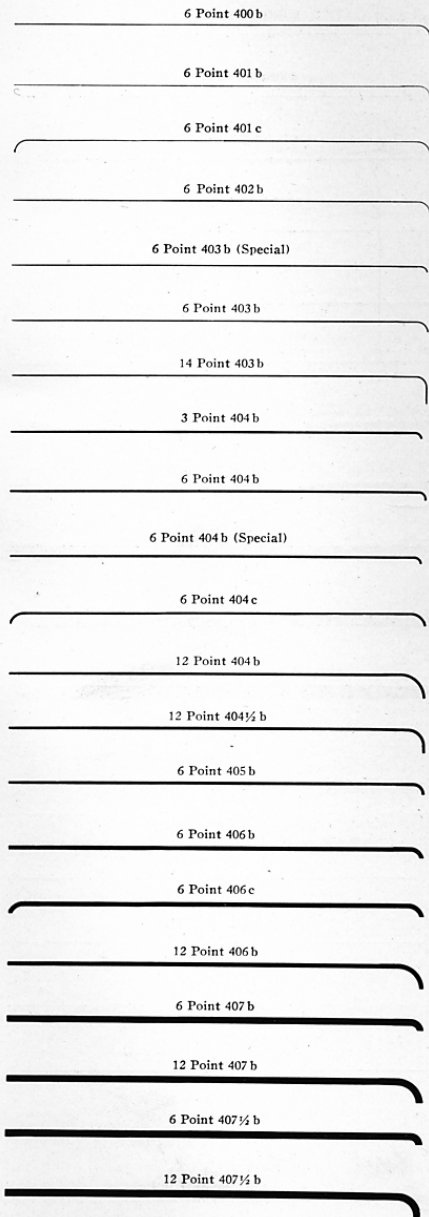 6 Point 400 b
6 Point 401 b
6 Point 401 c
6 Point 402 b
6 Point 403 b (Special)
6 Point 403 b
14 Point 403 b
3 Point 404 b
6 Point 404 b
6 Point 404 b (Special)
6 Point 404 c
12 Point 404 b
12 Point 404½ b
6 Point 405 b
6 Point 406 b
6 Point 406 c
12 Point 406 b
6 Point 407 b
12 Point 407 b
6 Point 407½ b
12 Point 407½ b